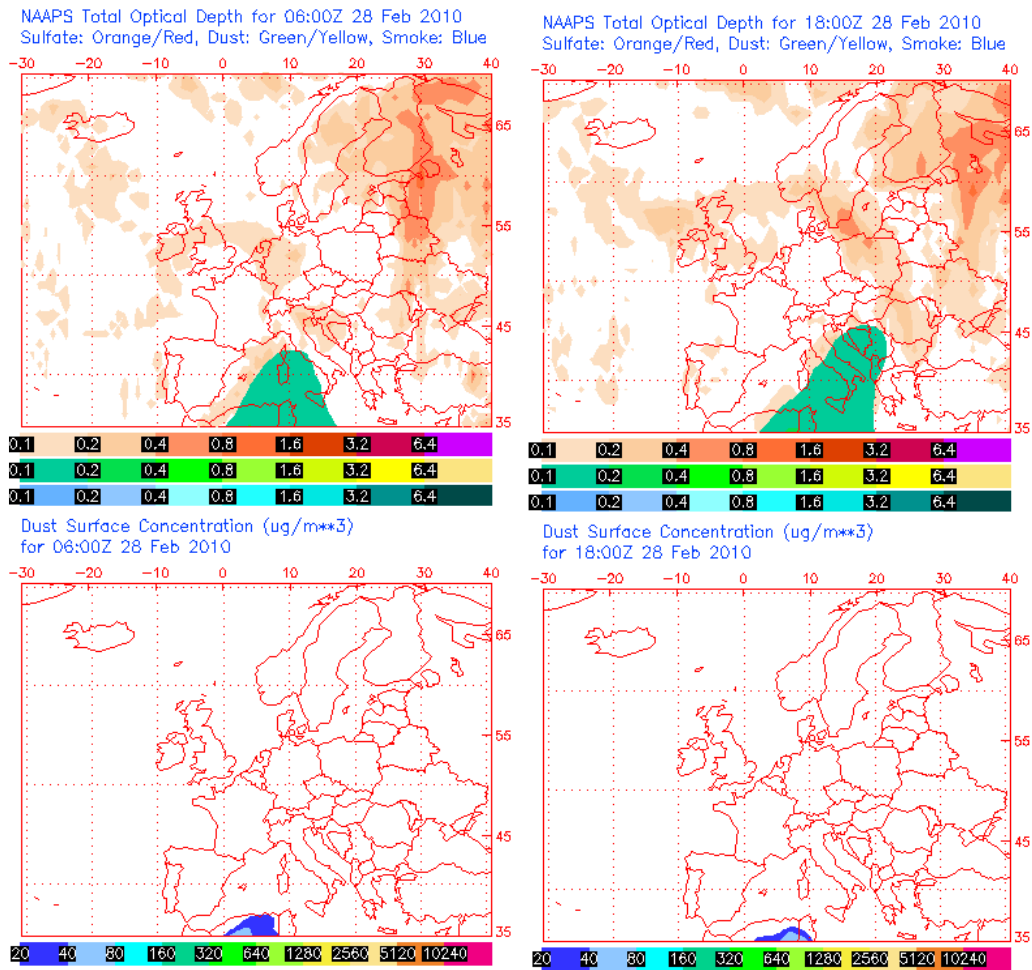 NAAPS Total Optical Depth for 06:00Z 28 Feb 2010
Sulfate: Orange/Red, Dust: Green/Yellow, Smoke: Blue
-30 -20 -10 0 10 20 30 40
65
55
45
35
0.1 0.2 0.4 0.8 1.6 3.2 6.4
0.1 0.2 0.4 0.8 1.6 3.2 6.4
0.1 0.2 0.4 0.8 1.6 3.2 6.4
NAAPS Total Optical Depth for 18:00Z 28 Feb 2010
Sulfate: Orange/Red, Dust: Green/Yellow, Smoke: Blue
-30 -20 -10 0 10 20 30 40
65
55
45
35
0.1 0.2 0.4 0.8 1.6 3.2 6.4
0.1 0.2 0.4 0.8 1.6 3.2 6.4
0.1 0.2 0.4 0.8 1.6 3.2 6.4
Dust Surface Concentration (ug/m**3)
for 06:00Z 28 Feb 2010
-30 -20 -10 0 10 20 30 40
65
55
45
35
20 40 80 160 320 640 1280 2560 5120 10240
Dust Surface Concentration (ug/m**3)
for 18:00Z 28 Feb 2010
-30 -20 -10 0 10 20 30 40
65
55
45
35
20 40 80 160 320 640 1280 2560 5120 10240